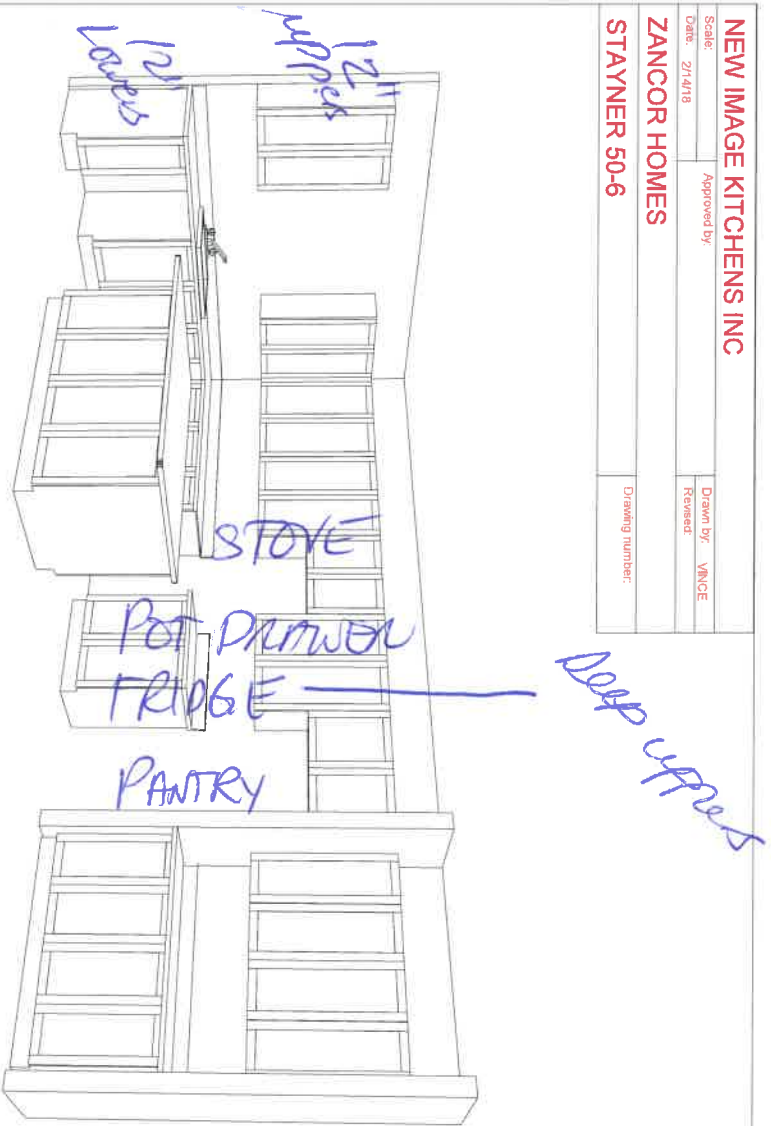 NEW IMAGE KITCHENS INC
Scale:
Approved by:
Drawn by: VINCE
Date: 2/14/18
Revised:
ZANCOR HOMES
STAYNER 50-6
Drawing number:
Deep uppers
12"
uppers
12"
Lowers
STOVE
POT DRAWER
FRIDGE
PANTRY